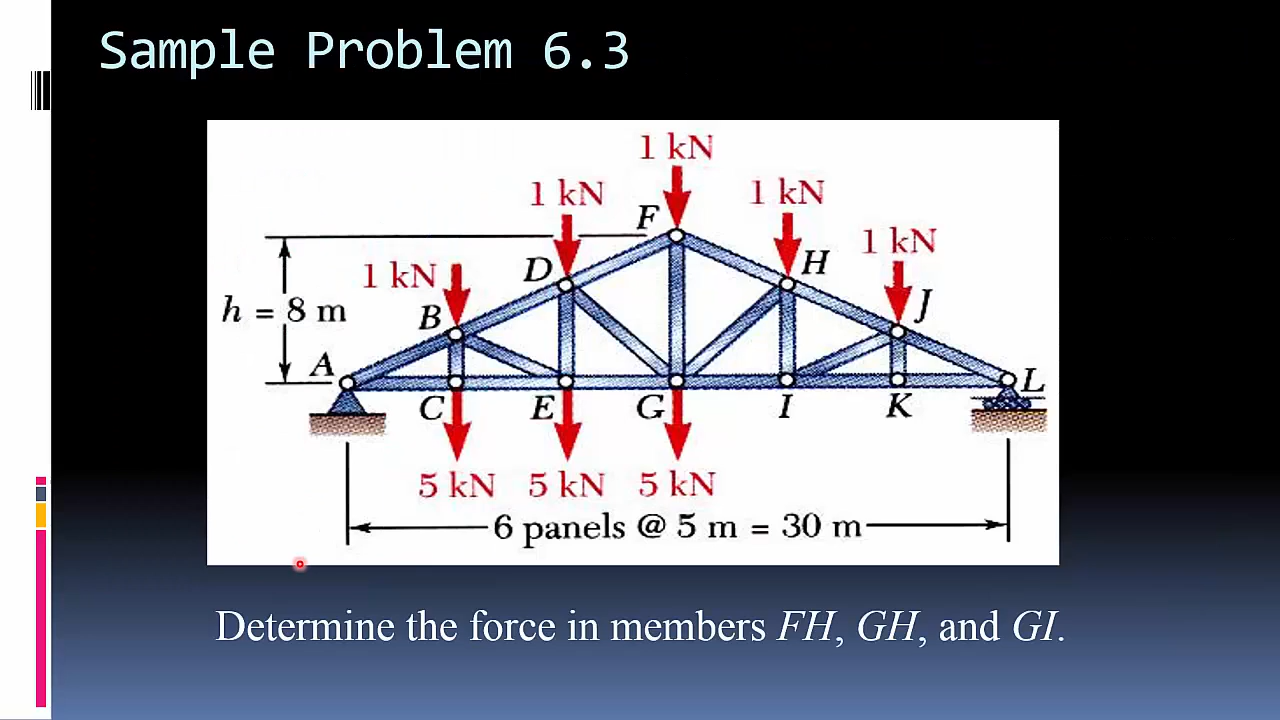 Sample Problem 6.3
1 kN
1 kN
1 kN
F
1 kN
D
H
1 kN
h = 8 m
B
J
A
L
C
E
G
I
K
5 kN 5 kN 5 kN
6 panels @ 5 m = 30 m
Determine the force in members FH, GH, and GI.